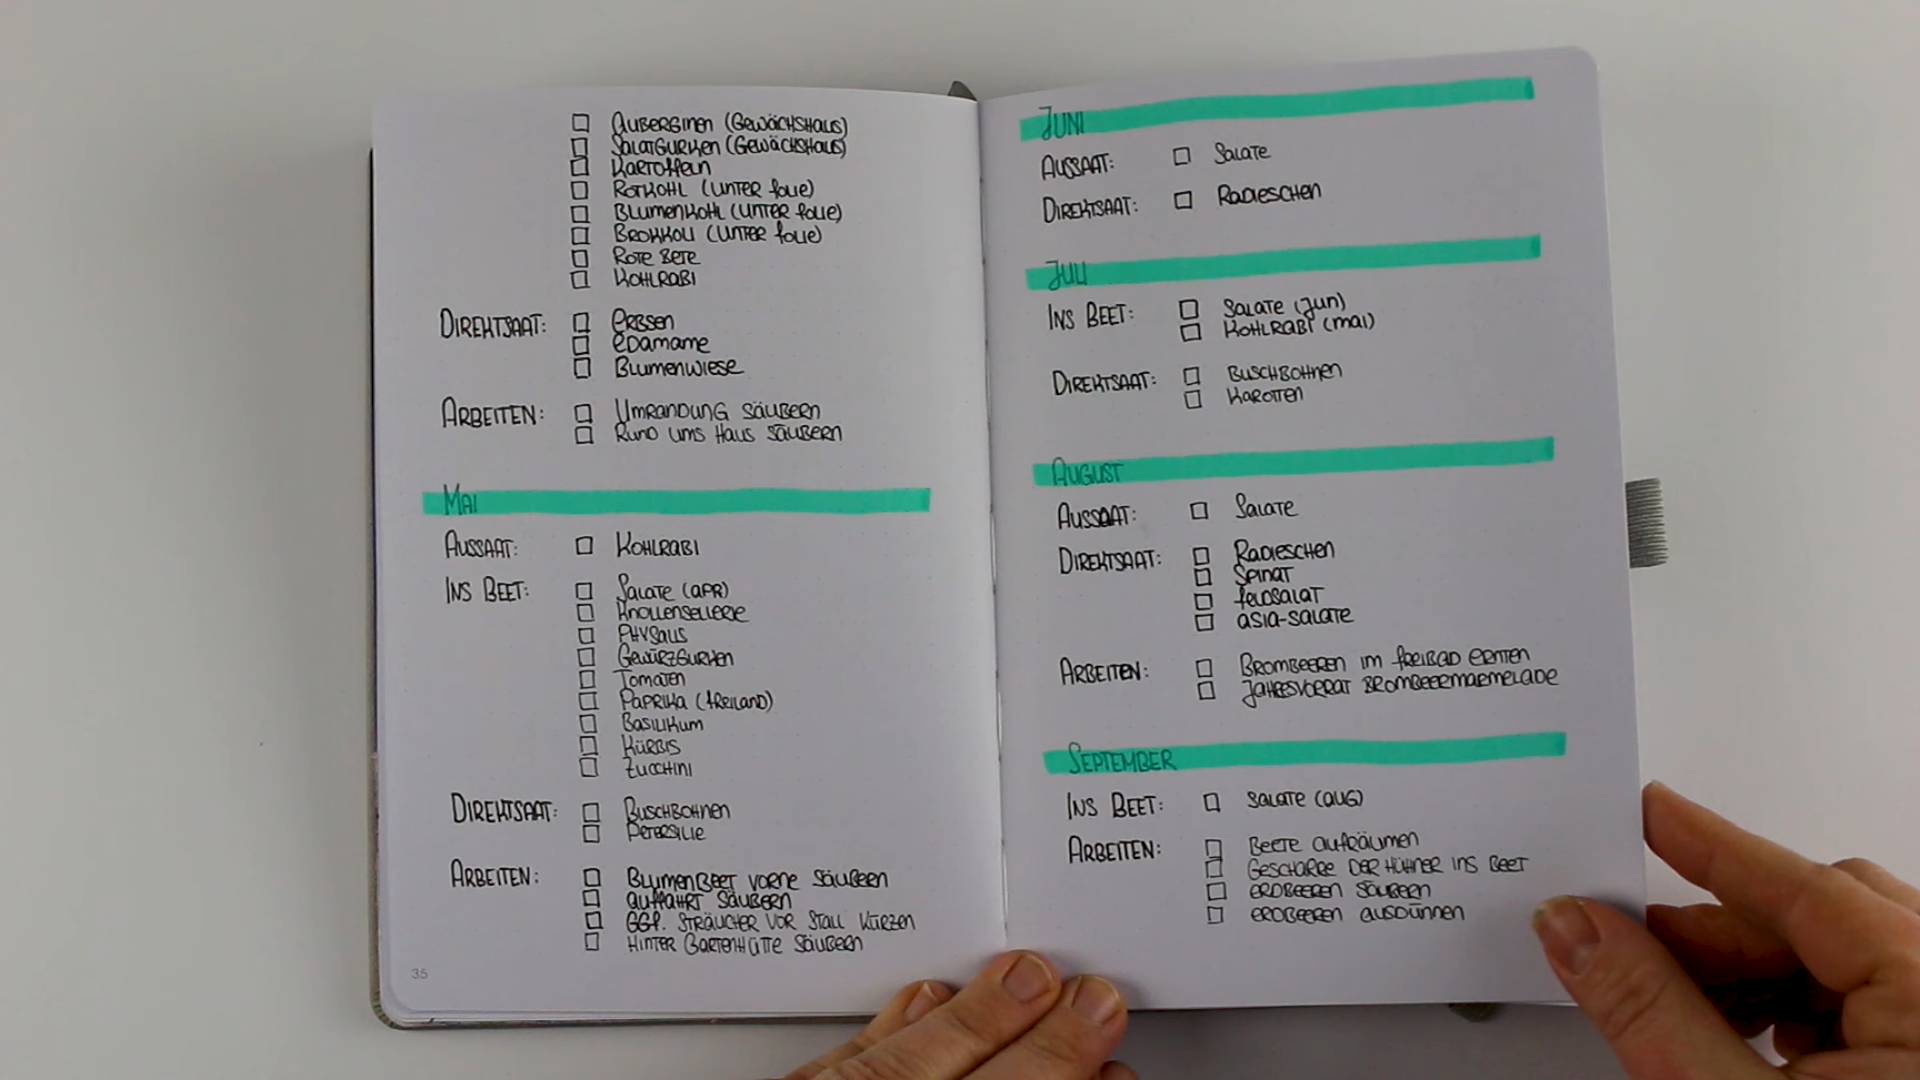 ☐ Auberginen (Gewächshaus)
☐ Salatgurken (Gewächshaus)
☐ Kartoffeln
☐ Rotkohl (unter Folie)
☐ Blumenkohl (unter Folie)
☐ Brokkoli (unter Folie)
☐ Rote Bete
☐ Kohlrabi
Direktsaat: ☐ Erbsen
☐ Edamame
☐ Blumenwiese
Arbeiten: ☐ Umrandung säubern
☐ Rund ums Haus säubern
Mai
Aussaat: ☐ Kohlrabi
Ins Beet: ☐ Salate (Apr)
☐ Knollensellerie
☐ Physalis
☐ Gewürzgurken
☐ Tomaten
☐ Paprika (Freiland)
☐ Basilikum
☐ Kürbis
☐ Zucchini
Direktsaat: ☐ Buschbohnen
☐ Petersilie
Arbeiten: ☐ Blumenbeet vorne säubern
☐ Auffahrt säubern
☐ Ggf. Sträucher vor Stall kürzen
☐ Hinter Gartenhütte säubern
35
Juni
Aussaat: ☐ Salate
Direktsaat: ☐ Radieschen
Juli
Ins Beet: ☐ Salate (Jun)
☐ Kohlrabi (Mai)
Direktsaat: ☐ Buschbohnen
☐ Karotten
August
Aussaat: ☐ Salate
Direktsaat: ☐ Radieschen
☐ Spinat
☐ Feldsalat
☐ Asia-Salate
Arbeiten: ☐ Brombeeren im Freibad ernten
☐ Jahresvorrat Brombeermarmelade
September
Ins Beet: ☐ Salate (Aug)
Arbeiten: ☐ Beete aufräumen
☐ Gescharre der Hühner ins Beet
☐ Erdbeeren säubern
☐ Erdbeeren ausdünnen